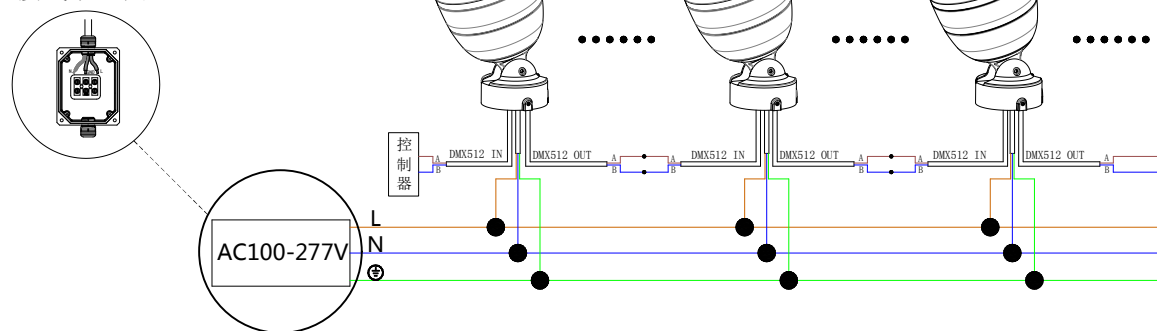 控
制
器
A
B
DMX512 IN
DMX512 OUT
A
B
A
B
DMX512 IN
DMX512 OUT
A
B
A
B
DMX512 IN
DMX512 OUT
A
B
L
N
AC100-277V
N
L